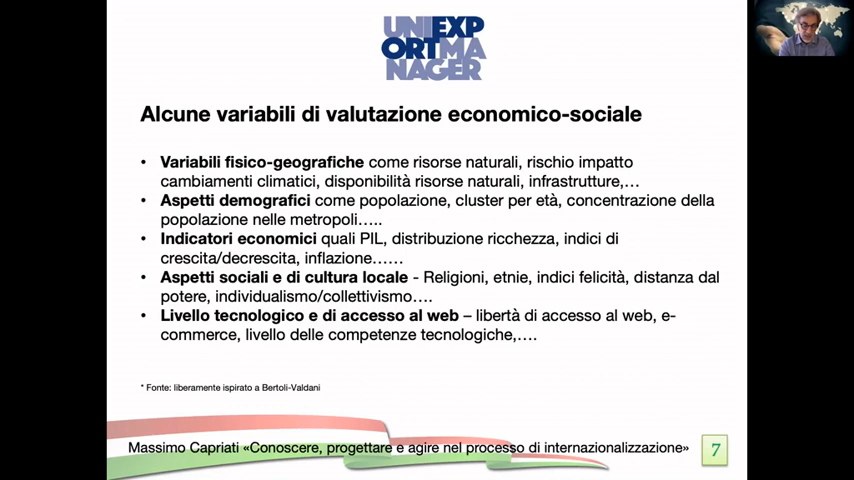 UNIEXP
ORTMA
NAGER
Alcune variabili di valutazione economico-sociale
• Variabili fisico-geografiche come risorse naturali, rischio impatto
cambiamenti climatici, disponibilità risorse naturali, infrastrutture,…
• Aspetti demografici come popolazione, cluster per età, concentrazione della
popolazione nelle metropoli…..
• Indicatori economici quali PIL, distribuzione ricchezza, indici di
crescita/decrescita, inflazione……
• Aspetti sociali e di cultura locale - Religioni, etnie, indici felicità, distanza dal
potere, individualismo/collettivismo….
• Livello tecnologico e di accesso al web – libertà di accesso al web, e-
commerce, livello delle competenze tecnologiche,….
* Fonte: liberamente ispirato a Bertoli-Valdani
Massimo Capriati «Conoscere, progettare e agire nel processo di internazionalizzazione»
7